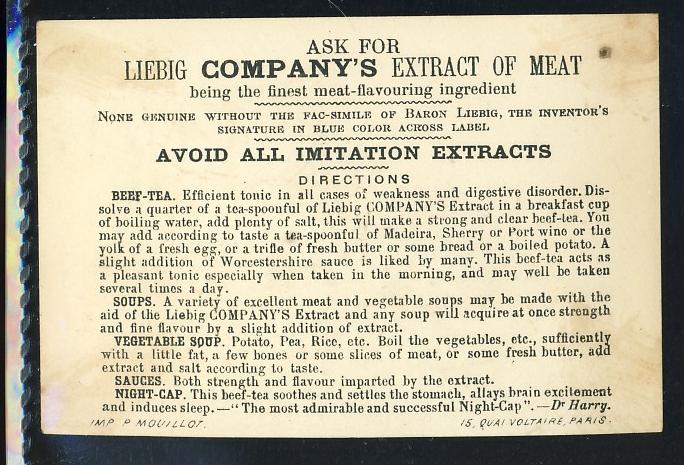 ASK FOR
LIEBIG COMPANY'S EXTRACT OF MEAT
being the finest meat-flavouring ingredient
NONE GENUINE WITHOUT THE FAC-SIMILE OF BARON LIEBIG, THE INVENTOR'S
SIGNATURE IN BLUE COLOR ACROSS LABEL
AVOID ALL IMITATION EXTRACTS
DIRECTIONS
BEEF-TEA. Efficient tonic in all cases of weakness and digestive disorder. Dis-
solve a quarter of a tea-spoonful of Liebig COMPANY'S Extract in a breakfast cup
of boiling water, add plenty of salt, this will make a strong and clear beef-tea. You
may add according to taste a tea-spoonful of Madeira, Sherry or Port wine or the
yolk of a fresh egg, or a trifle of fresh butter or some bread or a boiled potato. A
slight addition of Worcestershire sauce is liked by many. This beef-tea acts as
a pleasant tonic especially when taken in the morning, and may well be taken
several times a day.
SOUPS. A variety of excellent meat and vegetable soups may be made with the
aid of the Liebig COMPANY'S Extract and any soup will acquire at once strength
and fine flavour by a slight addition of extract.
VEGETABLE SOUP. Potato, Pea, Rice, etc. Boil the vegetables, etc., sufficiently
with a little fat, a few bones or some slices of meat, or some fresh butter, add
extract and salt according to taste.
SAUCES. Both strength and flavour imparted by the extract.
NIGHT-CAP. This beef-tea soothes and settles the stomach, allays brain excitement
and induces sleep.—"The most admirable and successful Night-Cap".—Dr Harry.
IMP P MOUILLOT. 15, QUAI VOLTAIRE, PARIS.